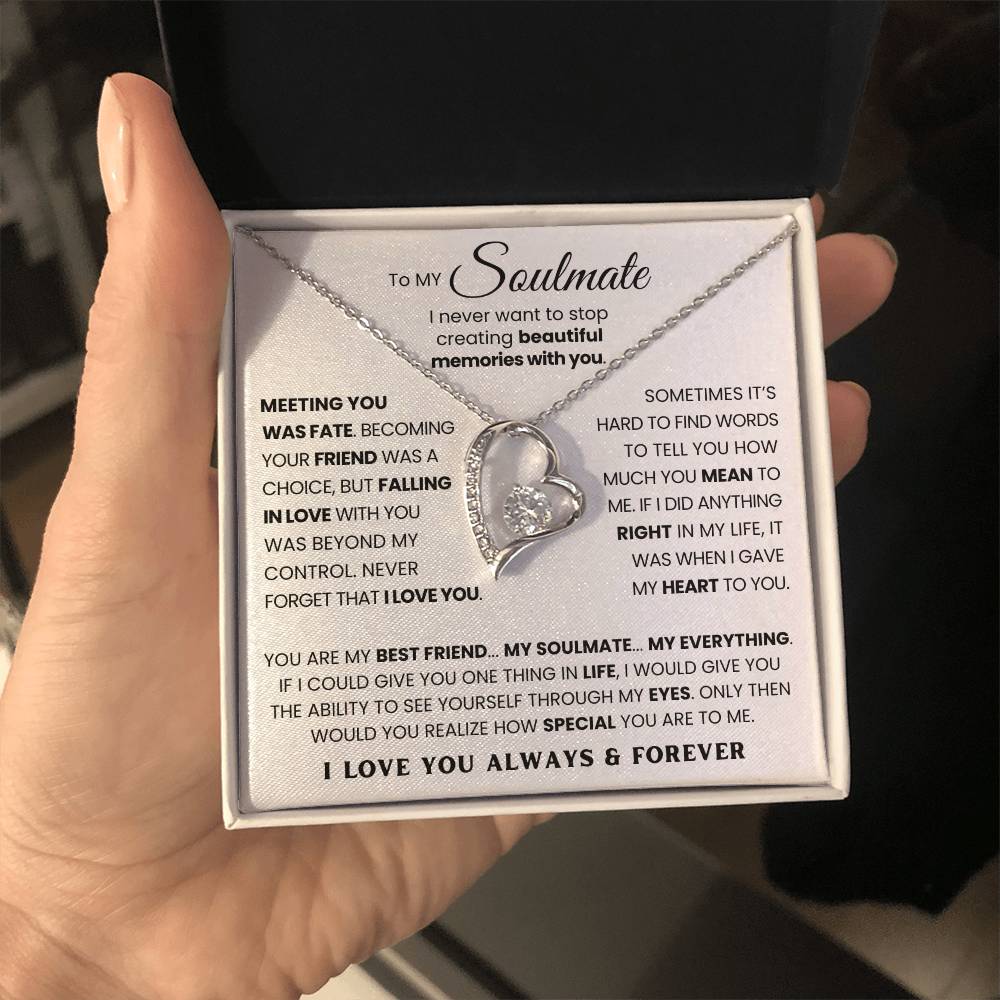 To MY Soulmate
I never want to stop
creating beautiful
memories with you.
MEETING YOU
WAS FATE. BECOMING
YOUR FRIEND WAS A
CHOICE, BUT FALLING
IN LOVE WITH YOU
WAS BEYOND MY
CONTROL. NEVER
FORGET THAT I LOVE YOU.
SOMETIMES IT'S
HARD TO FIND WORDS
TO TELL YOU HOW
MUCH YOU MEAN TO
ME. IF I DID ANYTHING
RIGHT IN MY LIFE, IT
WAS WHEN I GAVE
MY HEART TO YOU.
YOU ARE MY BEST FRIEND... MY SOULMATE... MY EVERYTHING.
IF I COULD GIVE YOU ONE THING IN LIFE, I WOULD GIVE YOU
THE ABILITY TO SEE YOURSELF THROUGH MY EYES. ONLY THEN
WOULD YOU REALIZE HOW SPECIAL YOU ARE TO ME.
I LOVE YOU ALWAYS & FOREVER